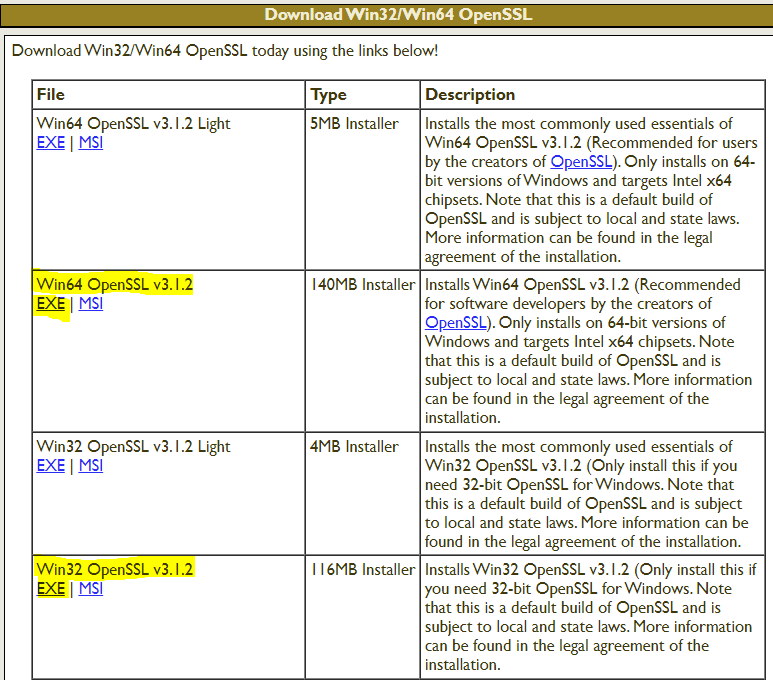 Download Win32/Win64 OpenSSL
Download Win32/Win64 OpenSSL today using the links below!
File Type Description
Win64 OpenSSL v3.1.2 Light
EXE | MSI
5MB Installer
Installs the most commonly used essentials of
Win64 OpenSSL v3.1.2 (Recommended for users
by the creators of OpenSSL). Only installs on 64-
bit versions of Windows and targets Intel x64
chipsets. Note that this is a default build of
OpenSSL and is subject to local and state laws.
More information can be found in the legal
agreement of the installation.
Win64 OpenSSL v3.1.2
EXE | MSI
140MB Installer
Installs Win64 OpenSSL v3.1.2 (Recommended
for software developers by the creators of
OpenSSL). Only installs on 64-bit versions of
Windows and targets Intel x64 chipsets. Note
that this is a default build of OpenSSL and is
subject to local and state laws. More information
can be found in the legal agreement of the
installation.
Win32 OpenSSL v3.1.2 Light
EXE | MSI
4MB Installer
Installs the most commonly used essentials of
Win32 OpenSSL v3.1.2 (Only install this if you
need 32-bit OpenSSL for Windows. Note that
this is a default build of OpenSSL and is subject
to local and state laws. More information can be
found in the legal agreement of the installation.
Win32 OpenSSL v3.1.2
EXE | MSI
116MB Installer
Installs Win32 OpenSSL v3.1.2 (Only install this if
you need 32-bit OpenSSL for Windows. Note
that this is a default build of OpenSSL and is
subject to local and state laws. More information
can be found in the legal agreement of the
installation.